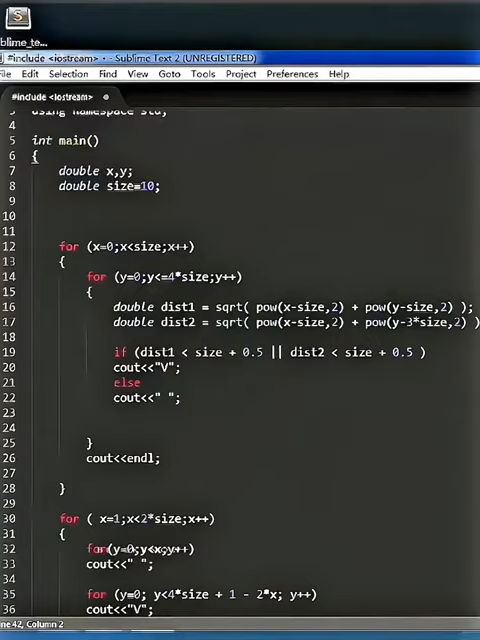 blime_te...
#include <iostream> • - Sublime Text 2 (UNREGISTERED)
File Edit Selection Find View Goto Tools Project Preferences Help
#include <iostream>
using namespace std;
4
5 int main()
6 {
7 double x,y;
8 double size=10;
9
10
11
12 for (x=0;x<size;x++)
13 {
14 for (y=0;y<=4*size;y++)
15 {
16 double dist1 = sqrt( pow(x-size,2) + pow(y-size,2) );
17 double dist2 = sqrt( pow(x-size,2) + pow(y-3*size,2) )
18
19 if (dist1 < size + 0.5 || dist2 < size + 0.5 )
20 cout<<"V";
21 else
22 cout<<" ";
23
24
25 }
26 cout<<endl;
27
28 }
29
30 for ( x=1;x<2*size;x++)
31 {
32 for(y=0;y<x;y++)
33 cout<<" ";
34
35 for (y=0; y<4*size + 1 - 2*x; y++)
36 cout<<"V";
ine 42, Column 2